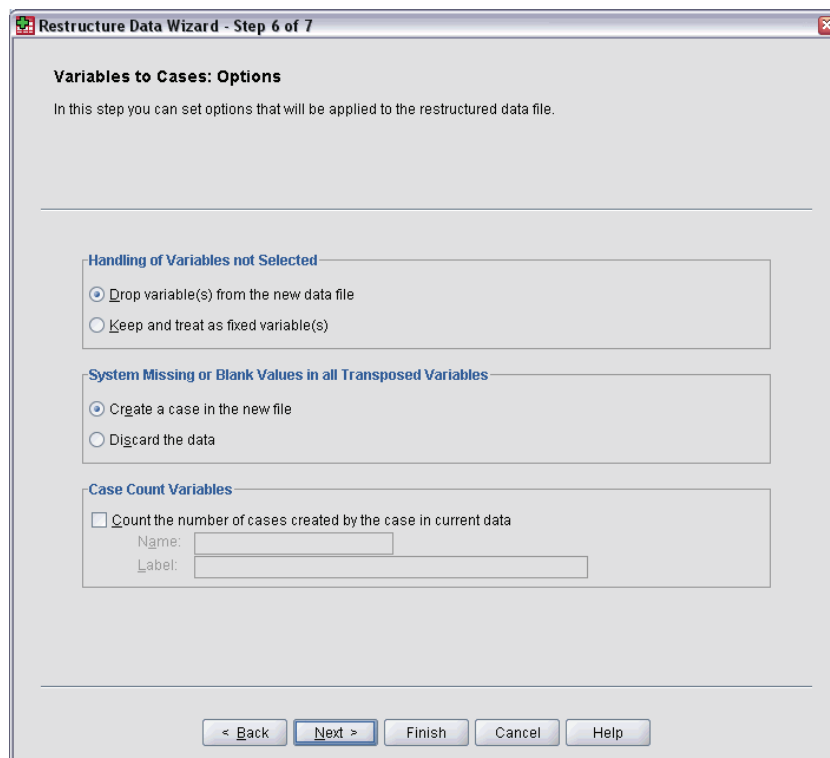 Restructure Data Wizard - Step 6 of 7
Variables to Cases: Options
In this step you can set options that will be applied to the restructured data file.
Handling of Variables not Selected
Drop variable(s) from the new data file
Keep and treat as fixed variable(s)
System Missing or Blank Values in all Transposed Variables
Create a case in the new file
Discard the data
Case Count Variables
Count the number of cases created by the case in current data
Name:
Label:
< Back Next > Finish Cancel Help